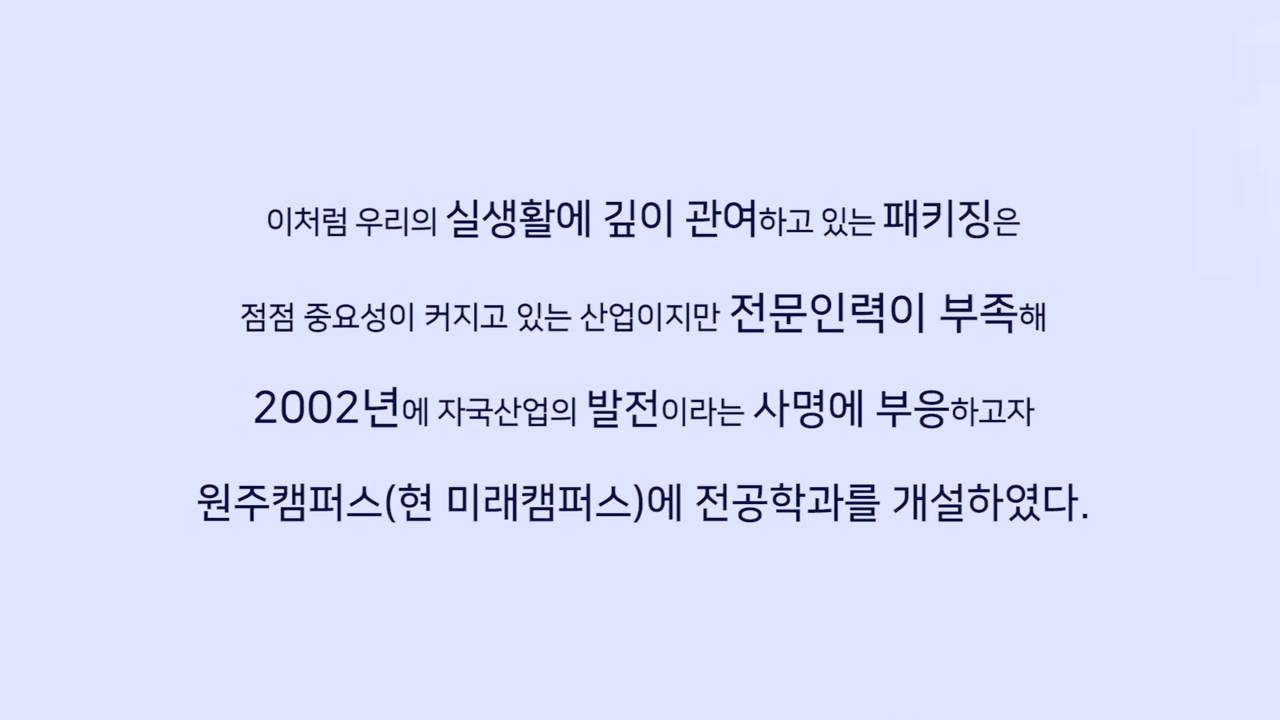 이처럼 우리의 실생활에 깊이 관여하고 있는 패키징은
점점 중요성이 커지고 있는 산업이지만 전문인력이 부족해
2002년에 자국산업의 발전이라는 사명에 부응하고자
원주캠퍼스(현 미래캠퍼스)에 전공학과를 개설하였다.